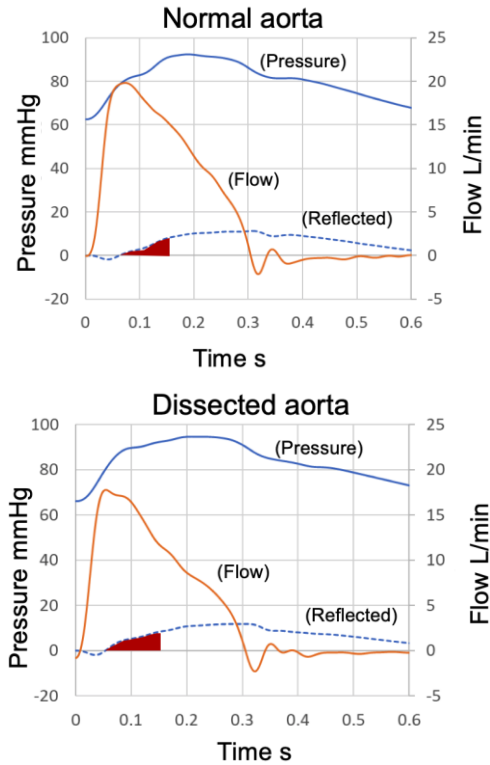 Normal aorta
100
80
60
40
20
0
-20
Pressure mmHg
(Pressure)
(Flow)
(Reflected)
25
20
15
10
5
0
-5
Flow L/min
0 0.1 0.2 0.3 0.4 0.5 0.6
Time s
Dissected aorta
100
80
60
40
20
0
-20
Pressure mmHg
(Pressure)
(Flow)
(Reflected)
25
20
15
10
5
0
-5
Flow L/min
0 0.1 0.2 0.3 0.4 0.5 0.6
Time s